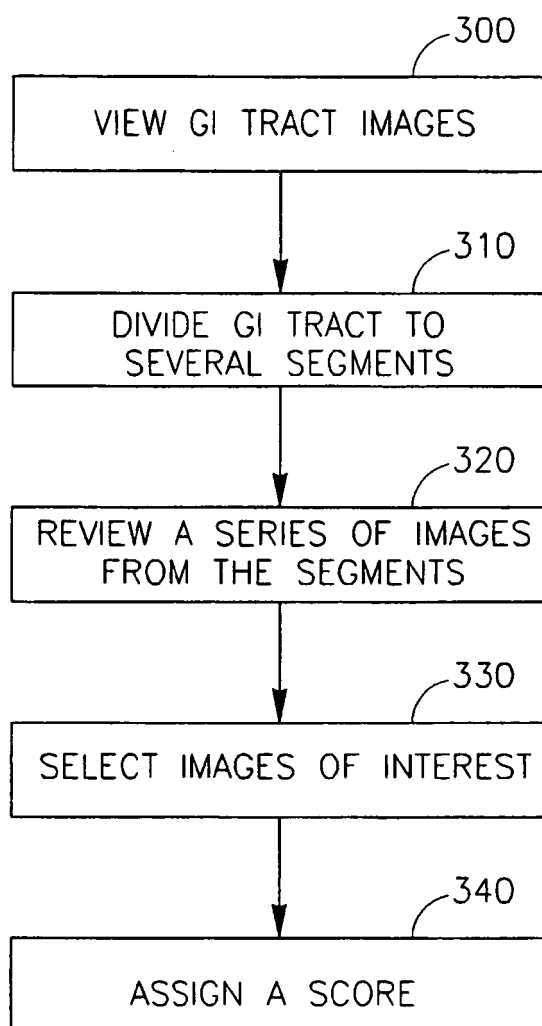 300
VIEW GI TRACT IMAGES
310
DIVIDE GI TRACT TO
SEVERAL SEGMENTS
320
REVIEW A SERIES OF IMAGES
FROM THE SEGMENTS
330
SELECT IMAGES OF INTEREST
340
ASSIGN A SCORE